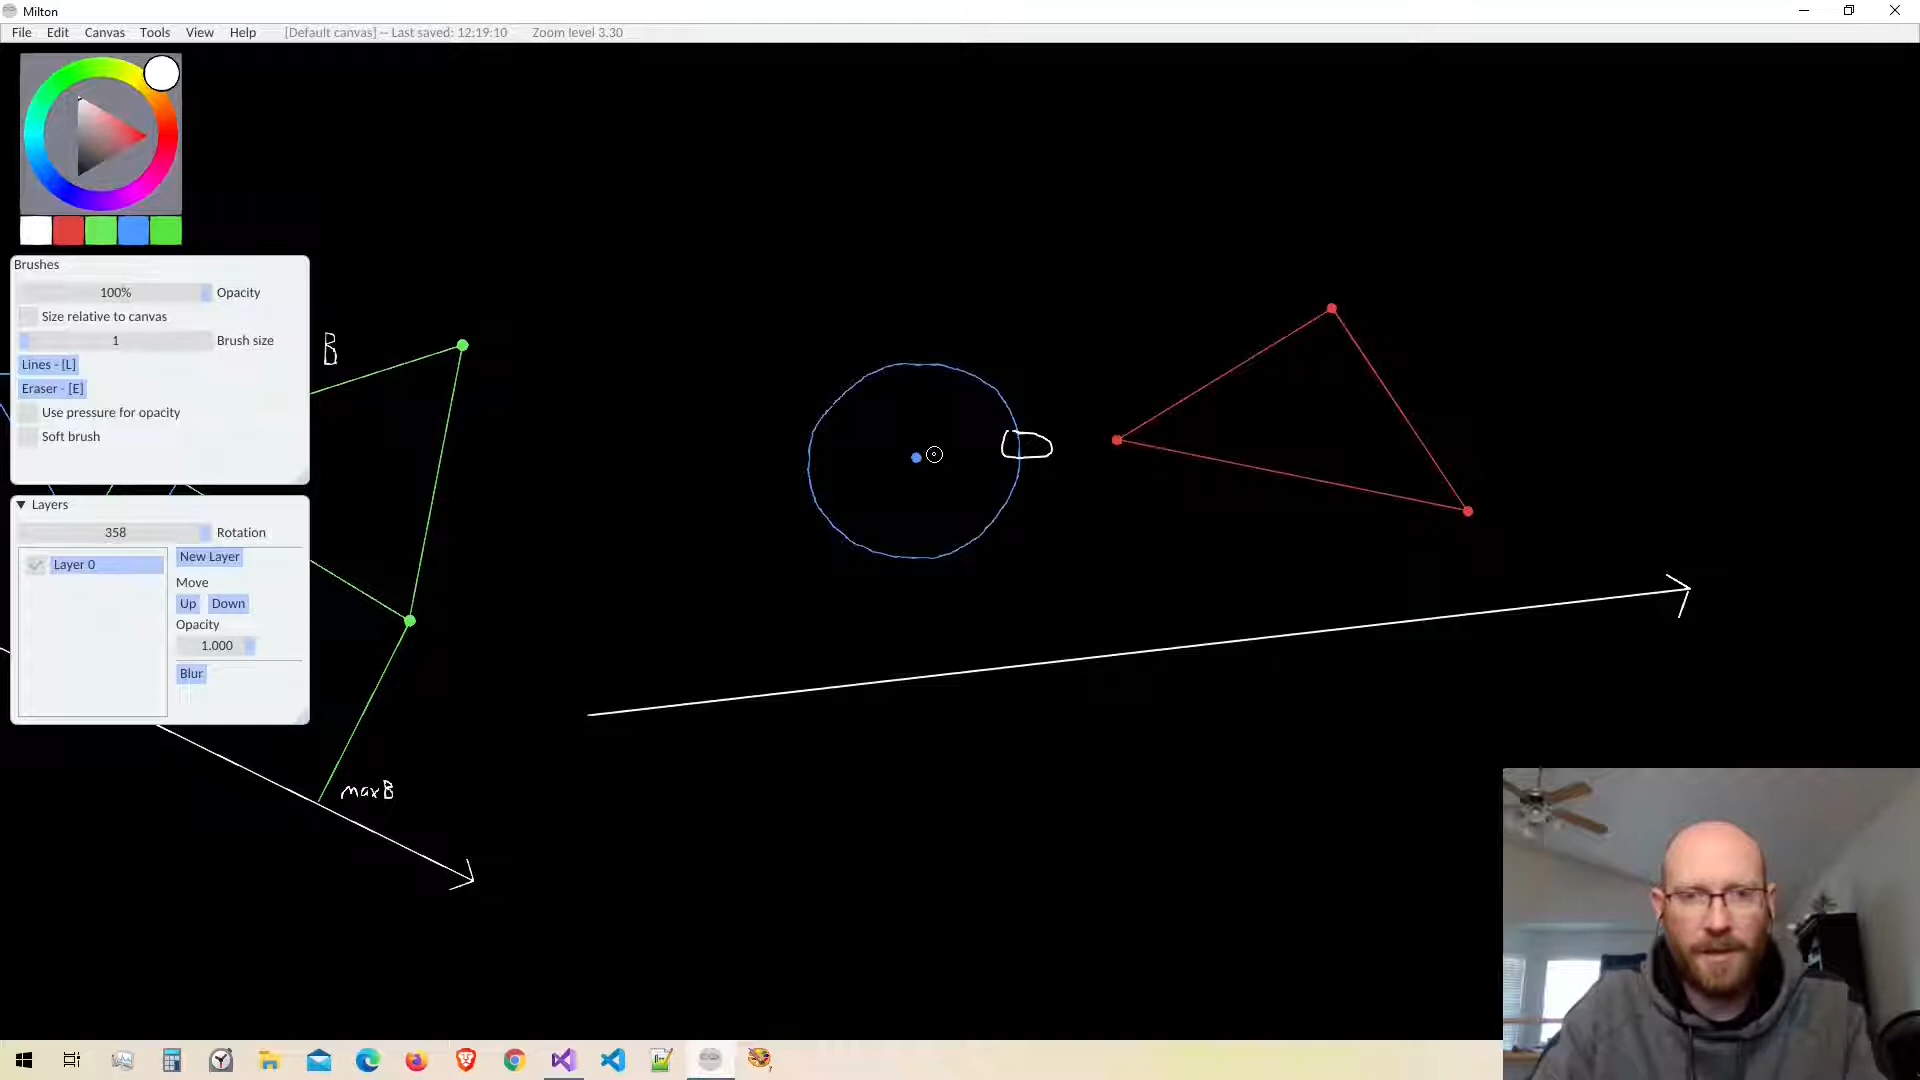 Milton
File Edit Canvas Tools View Help [Default canvas] -- Last saved: 12:19:10 Zoom level 3.30
Brushes
100% Opacity
Size relative to canvas
1 Brush size
Lines - [L]
Eraser - [E]
Use pressure for opacity
Soft brush
Layers
358 Rotation
Layer 0
New Layer
Move
Up Down
Opacity
1.000
Blur
B
maxB